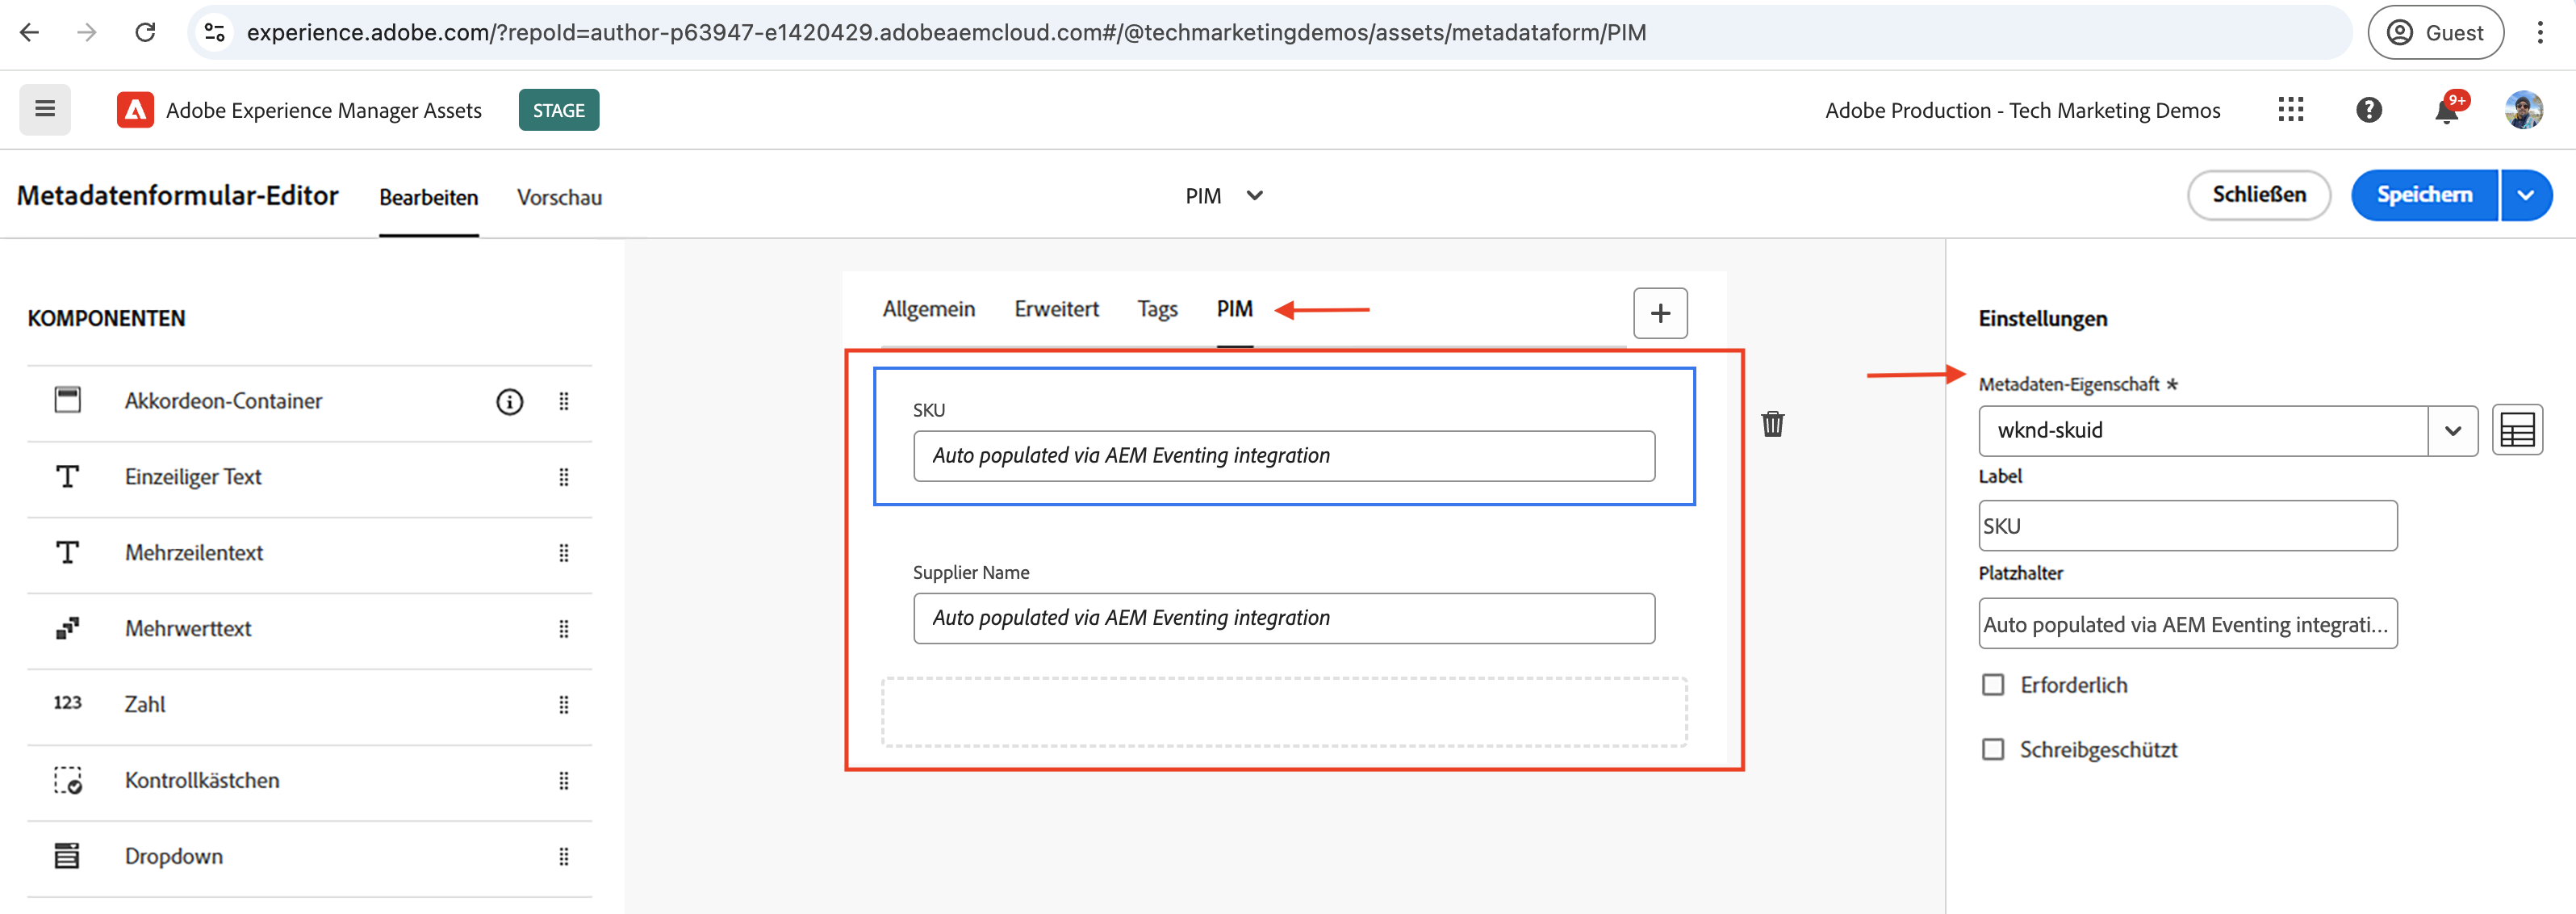 experience.adobe.com/?repoId=author-p63947-e1420429.adobeaemcloud.com#/@techmarketingdemos/assets/metadataform/PIM
Guest
Adobe Experience Manager Assets
STAGE
Adobe Production - Tech Marketing Demos
?
9+
Metadatenformular-Editor
Bearbeiten
Vorschau
PIM
Schließen
Speichern
KOMPONENTEN
Akkordeon-Container
Einzeiliger Text
Mehrzeilentext
Mehrwerttext
123
Zahl
Kontrollkästchen
Dropdown
Allgemein
Erweitert
Tags
PIM
+
SKU
Auto populated via AEM Eventing integration
Supplier Name
Auto populated via AEM Eventing integration
Einstellungen
Metadaten-Eigenschaft *
wknd-skuid
Label
SKU
Platzhalter
Auto populated via AEM Eventing integrati...
Erforderlich
Schreibgeschützt